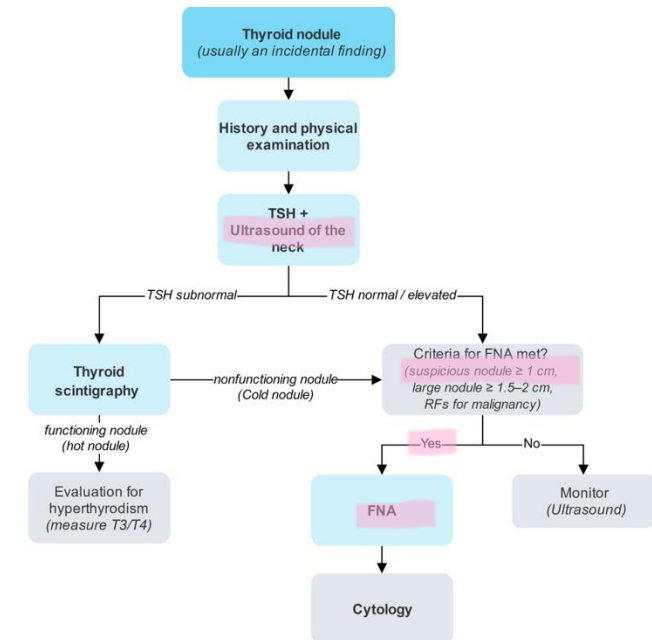 Thyroid nodule
(usually an incidental finding)
History and physical
examination
TSH +
Ultrasound of the
neck
TSH subnormal
TSH normal / elevated
Thyroid
scintigraphy
nonfunctioning nodule
(Cold nodule)
Criteria for FNA met?
(suspicious nodule ≥ 1 cm,
large nodule ≥ 1.5–2 cm,
RFs for malignancy)
functioning nodule
(hot nodule)
Yes
No
Evaluation for
hyperthyrodism
(measure T3/T4)
FNA
Monitor
(Ultrasound)
Cytology